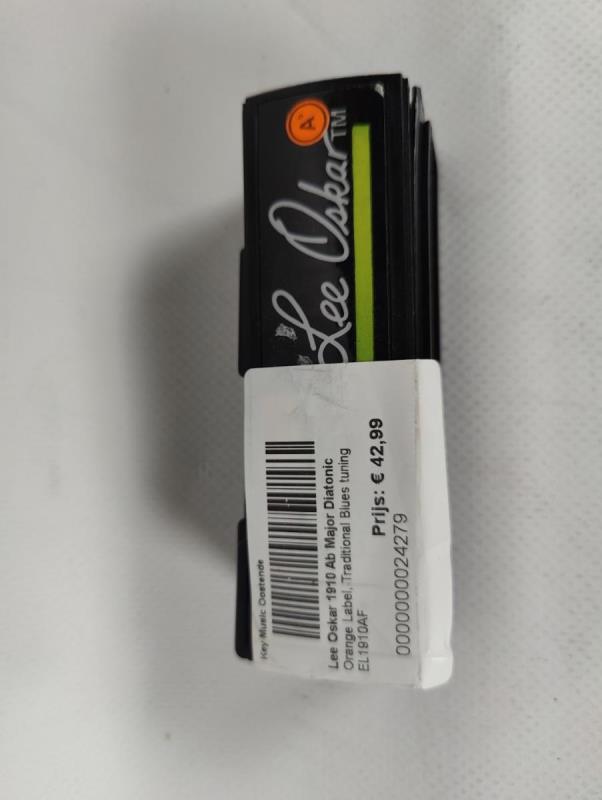 A♭
Lee Oskar™
Key Music Oostende
Lee Oskar 1910 Ab Major Diatonic
Orange Label, Traditional Blues tuning
EL1910AF
Prijs: € 42,99
0000000024279